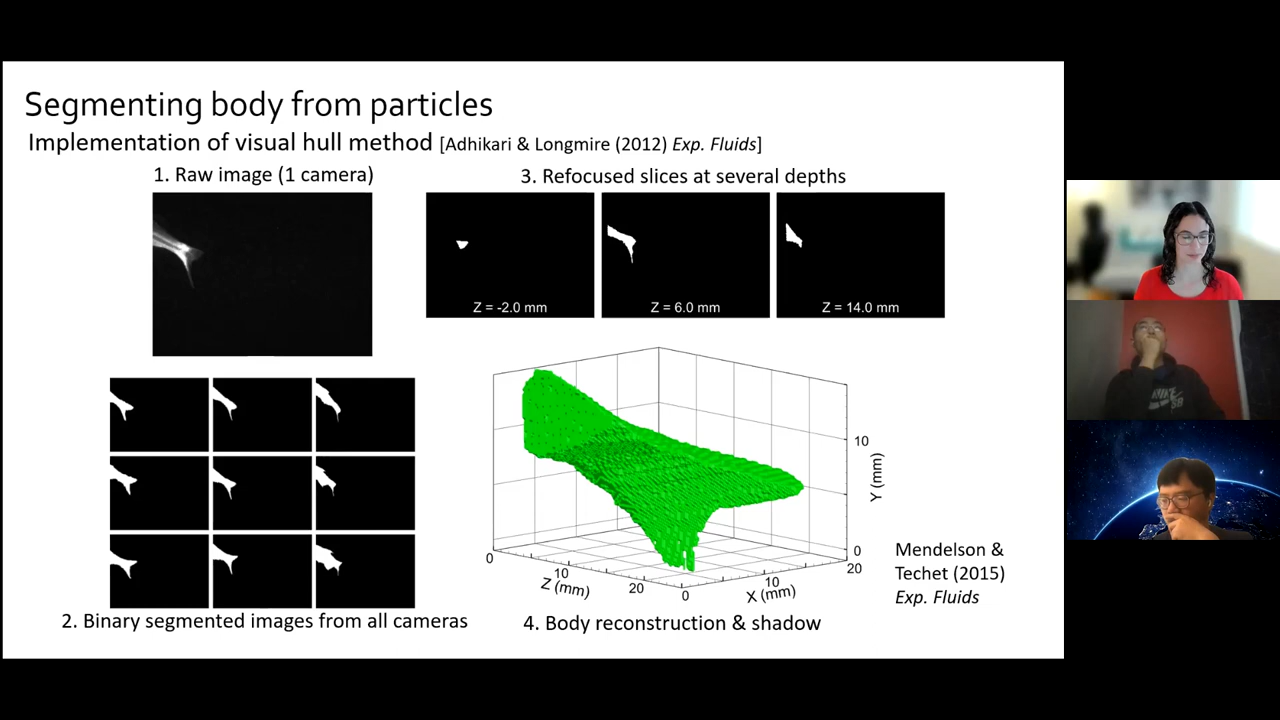 Segmenting body from particles
Implementation of visual hull method [Adhikari & Longmire (2012) Exp. Fluids]
1. Raw image (1 camera)
3. Refocused slices at several depths
Z = -2.0 mm
Z = 6.0 mm
Z = 14.0 mm
10
0
Y (mm)
0
10
20
Z (mm)
0
10
20
X (mm)
Mendelson &
Techet (2015)
Exp. Fluids
2. Binary segmented images from all cameras
4. Body reconstruction & shadow
NIKE
SB